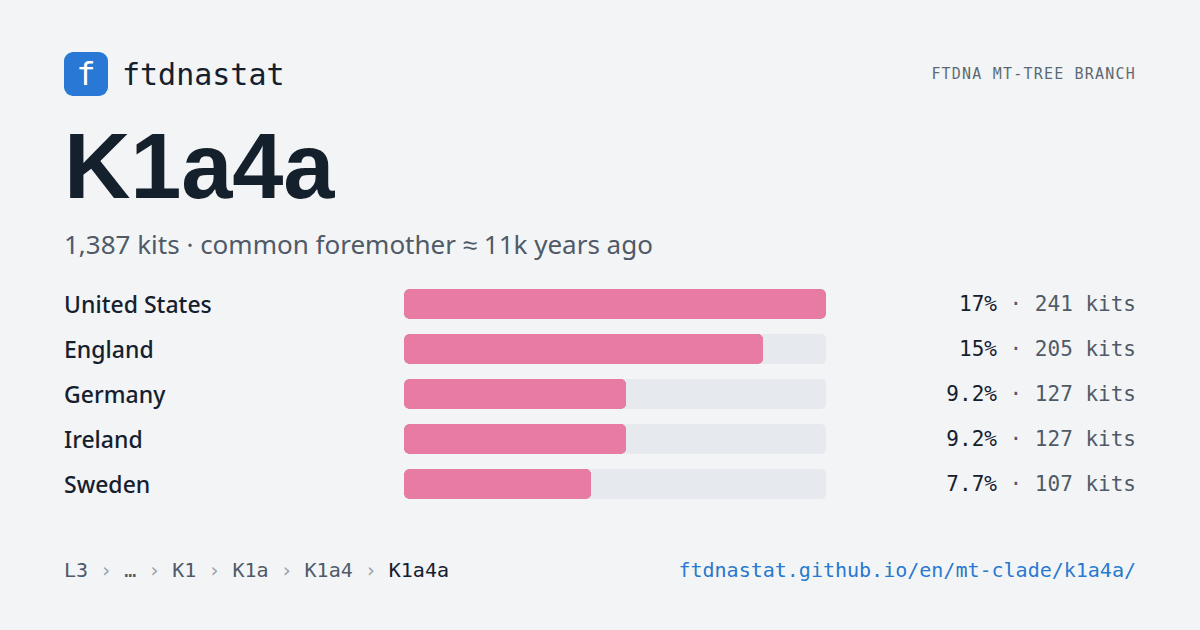 f ftdnastat
FTDNA MT-TREE BRANCH
K1a4a
1,387 kits · common foremother ≈ 11k years ago
United States 17% · 241 kits
England 15% · 205 kits
Germany 9.2% · 127 kits
Ireland 9.2% · 127 kits
Sweden 7.7% · 107 kits
L3 › … › K1 › K1a › K1a4 › K1a4a
ftdnastat.github.io/en/mt-clade/k1a4a/